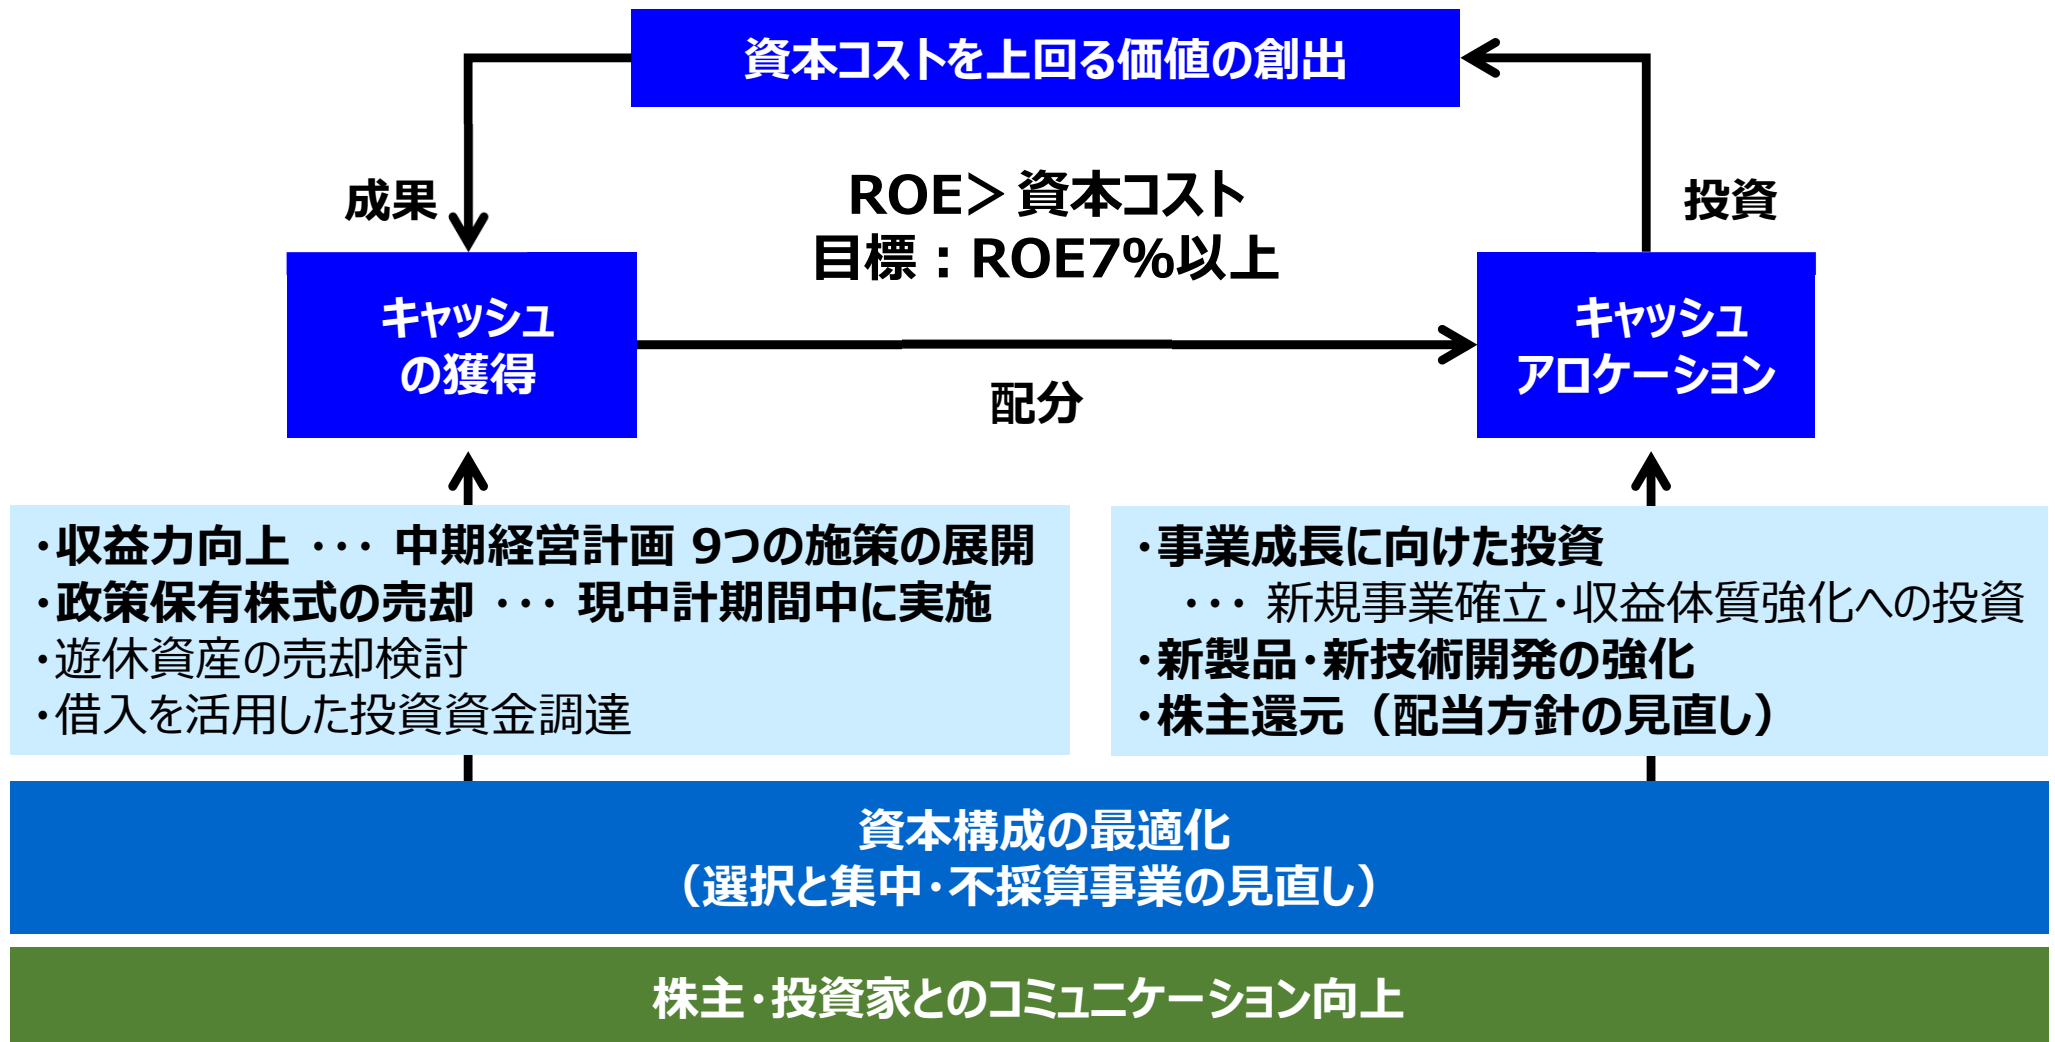 資本コストを上回る価値の創出
成果
ROE＞資本コスト
目標：ROE7%以上
投資
キャッシュ
の獲得
キャッシュ
アロケーション
配分
・収益力向上 ・・・ 中期経営計画 9つの施策の展開
・政策保有株式の売却 ・・・ 現中計期間中に実施
・遊休資産の売却検討
・借入を活用した投資資金調達
・事業成長に向けた投資
・・・ 新規事業確立・収益体質強化への投資
・新製品・新技術開発の強化
・株主還元（配当方針の見直し）
資本構成の最適化
（選択と集中・不採算事業の見直し）
株主・投資家とのコミュニケーション向上